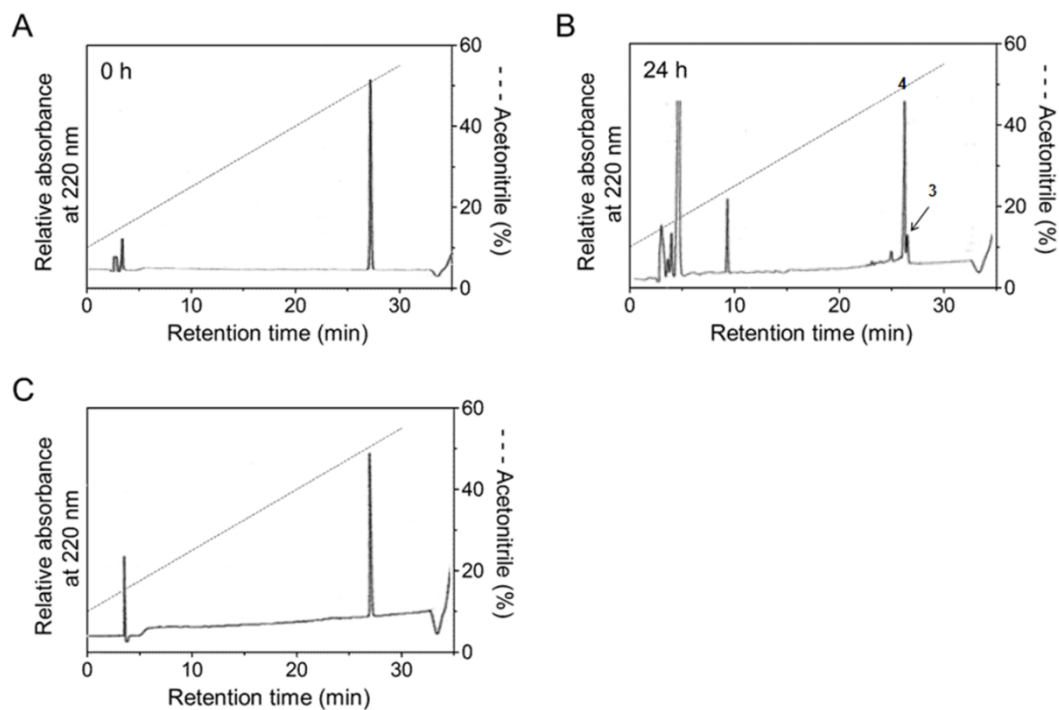 A
0 h
Relative absorbance
at 220 nm
60
40
20
0
--- Acetonitrile (%)
0 10 20 30
Retention time (min)
B
24 h
4
3
Relative absorbance
at 220 nm
60
40
20
0
--- Acetonitrile (%)
0 10 20 30
Retention time (min)
C
Relative absorbance
at 220 nm
60
40
20
0
--- Acetonitrile (%)
0 10 20 30
Retention time (min)